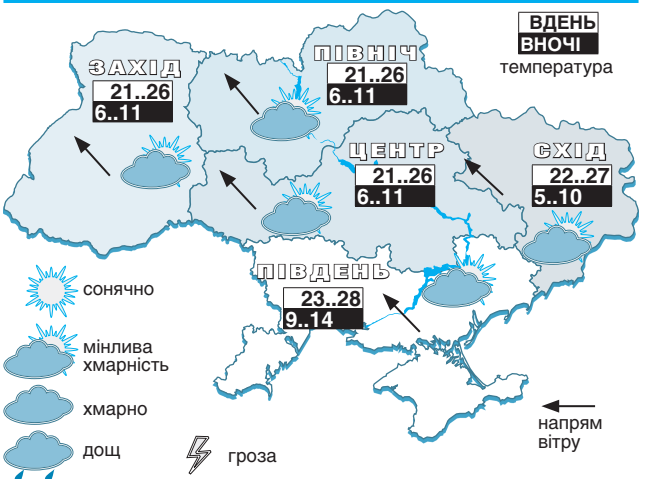 ВДЕНЬ
ВНОЧІ
температура
ЗАХІД
21..26
6..11
ПІВНІЧ
21..26
6..11
ЦЕНТР
21..26
6..11
СХІД
22..27
5..10
ПІВДЕНЬ
23..28
9..14
сонячно
мінлива
хмарність
хмарно
дощ
гроза
напрям
вітру